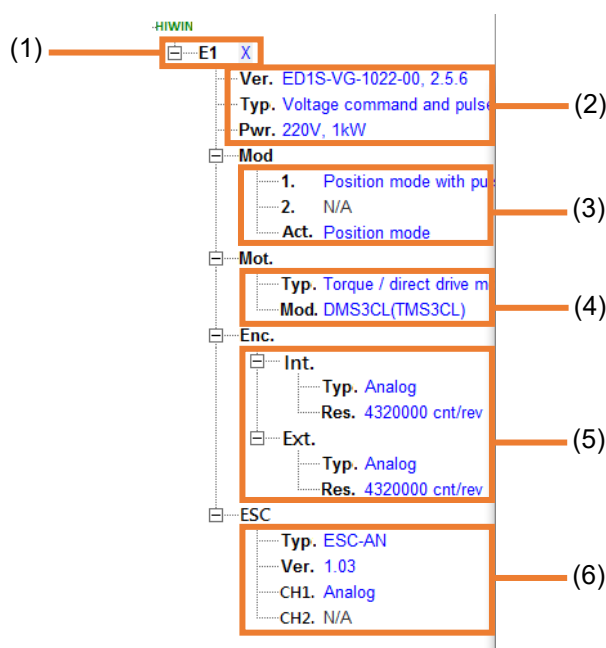 HIWIN
(1)
E1 X
Ver. ED1S-VG-1022-00, 2.5.6
Typ. Voltage command and pulse
(2)
Pwr. 220V, 1kW
Mod
1. Position mode with pu
2. N/A
(3)
Act. Position mode
Mot.
Typ. Torque / direct drive m
Mod. DMS3CL(TMS3CL)
(4)
Enc.
Int.
Typ. Analog
Res. 4320000 cnt/rev
Ext.
(5)
Typ. Analog
Res. 4320000 cnt/rev
ESC
Typ. ESC-AN
Ver. 1.03
(6)
CH1. Analog
CH2. N/A